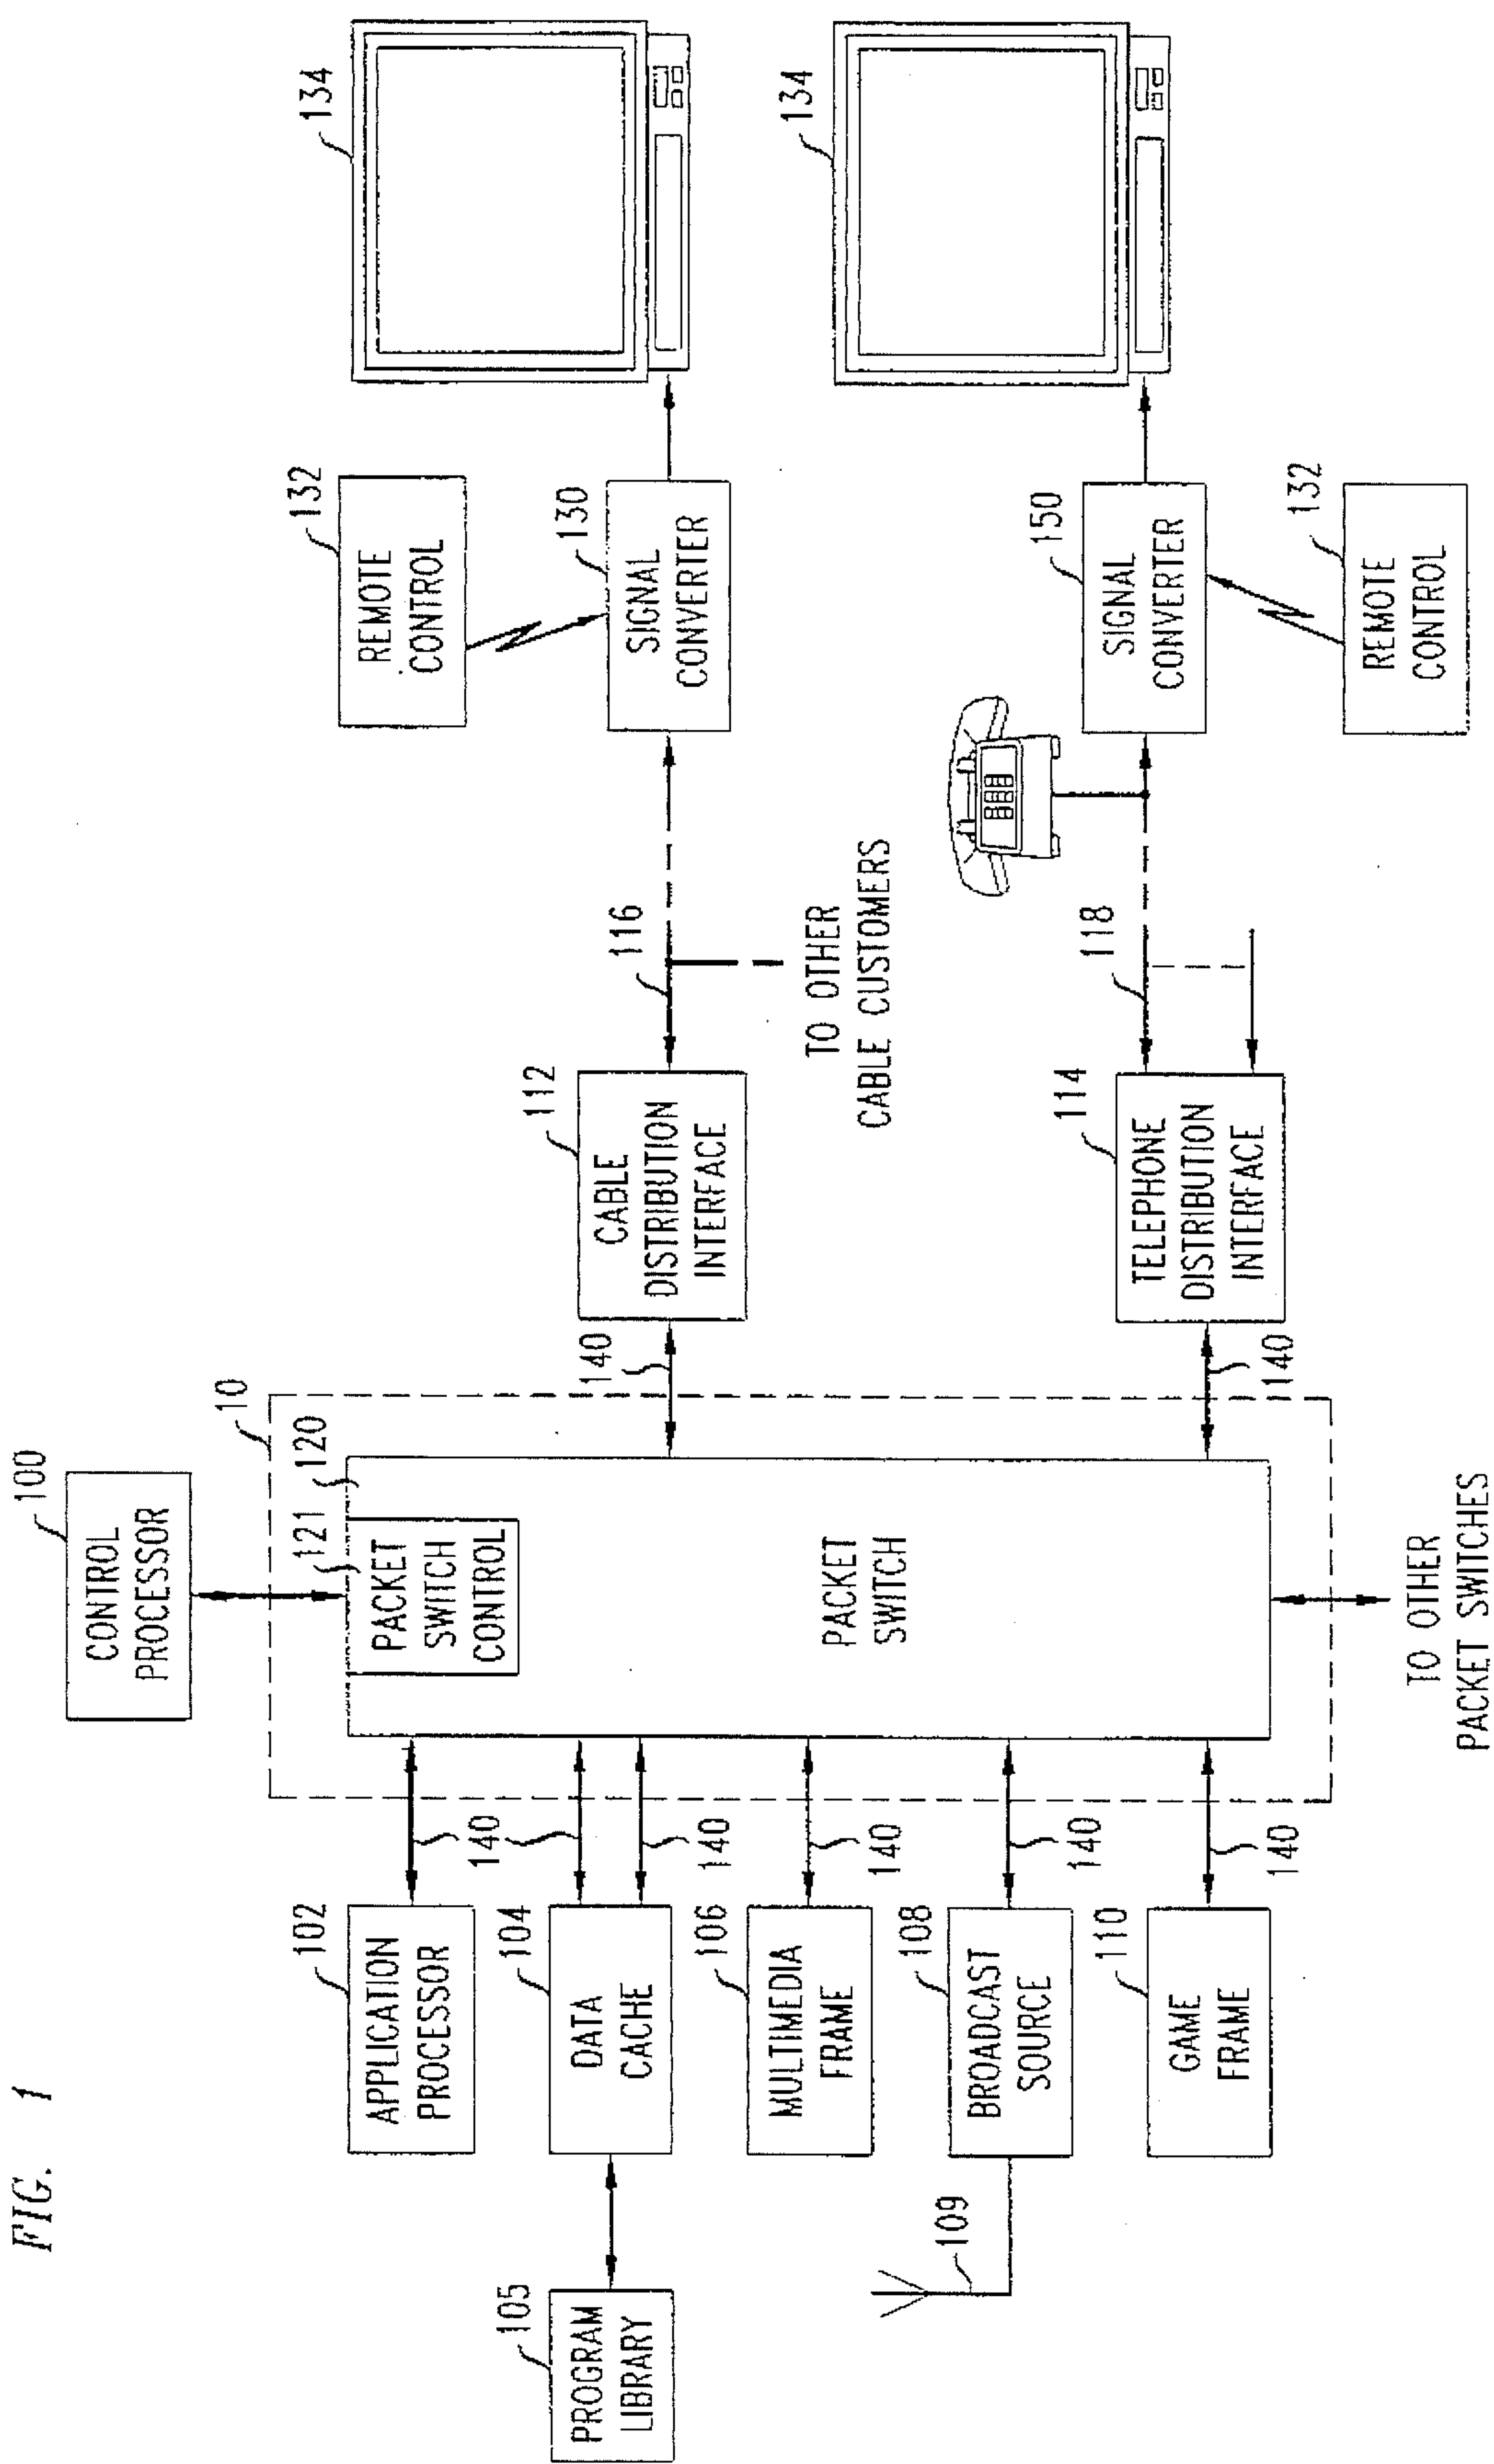 FIG. 1
100
CONTROL
PROCESSOR
10
121
120
PACKET
SWITCH
CONTROL
PACKET
SWITCH
TO OTHER
PACKET SWITCHES
102
APPLICATION
PROCESSOR
140
105
PROGRAM
LIBRARY
104
DATA
CACHE
140
106
MULTIMEDIA
FRAME
140
109
108
BROADCAST
SOURCE
140
110
GAME
FRAME
140
140
112
CABLE
DISTRIBUTION
INTERFACE
116
TO OTHER
CABLE CUSTOMERS
132
REMOTE
CONTROL
130
SIGNAL
CONVERTER
134
140
114
TELEPHONE
DISTRIBUTION
INTERFACE
118
150
SIGNAL
CONVERTER
132
REMOTE
CONTROL
134